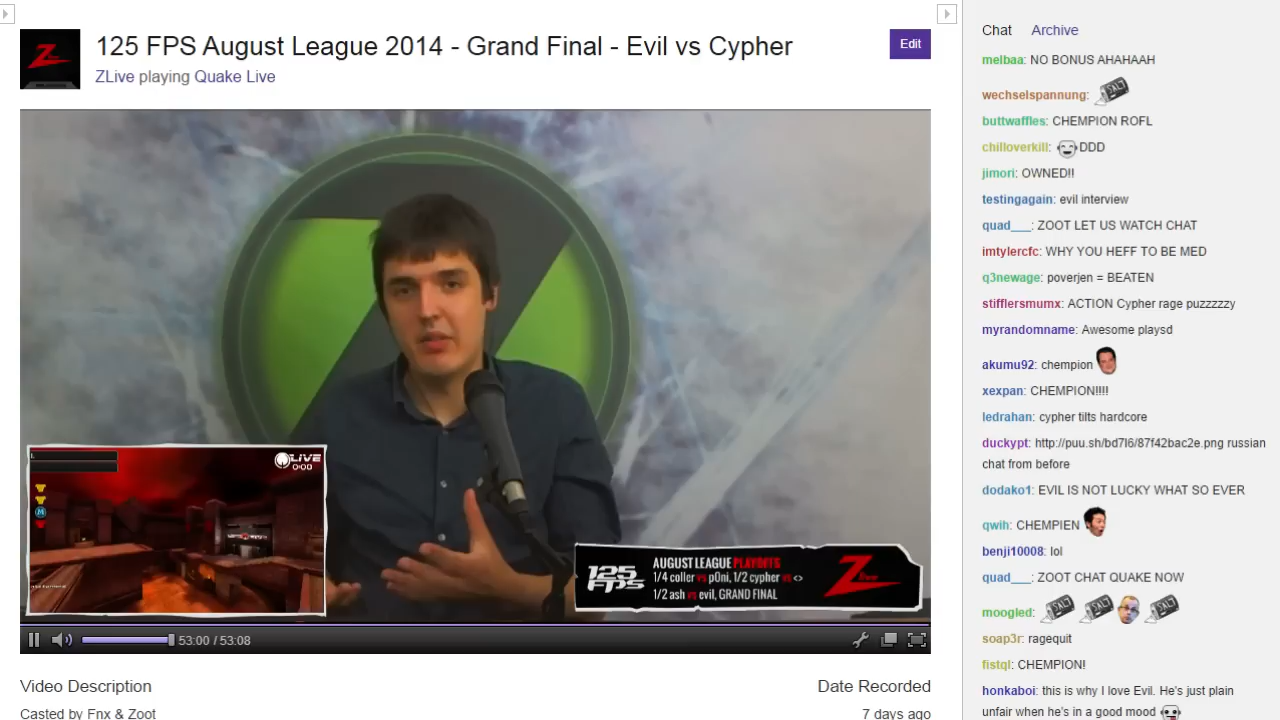 125 FPS August League 2014 - Grand Final - Evil vs Cypher
ZLive playing Quake Live
Edit
LIVE
0:00
125
FPS
AUGUST LEAGUE PLAYOFFS
1/4 coller vs p0ni, 1/2 cypher vs <>
1/2 ash vs evil, GRAND FINAL
53:00 / 53:08
Video Description
Date Recorded
Casted by Fnx & Zoot
7 days ago
Chat Archive
melbaa: NO BONUS AHAHAAH
wechselspannung: SALT
buttwaffles: CHEMPION ROFL
chilloverkill: DDD
jimori: OWNED!!
testingagain: evil interview
quad___: ZOOT LET US WATCH CHAT
imtylercfc: WHY YOU HEFF TO BE MED
q3newage: poverjen = BEATEN
stifflersmumx: ACTION Cypher rage puzzzzzy
myrandomname: Awesome playsd
akumu92: chempion
xexpan: CHEMPION!!!!
ledrahan: cypher tilts hardcore
duckypt: http://puu.sh/bd7l6/87f42bac2e.png russian
chat from before
dodako1: EVIL IS NOT LUCKY WHAT SO EVER
qwih: CHEMPIEN
benji10008: lol
quad___: ZOOT CHAT QUAKE NOW
moogled: SALT SALT SALT
soap3r: ragequit
fistql: CHEMPION!
honkaboi: this is why I love Evil. He's just plain
unfair when he's in a good mood